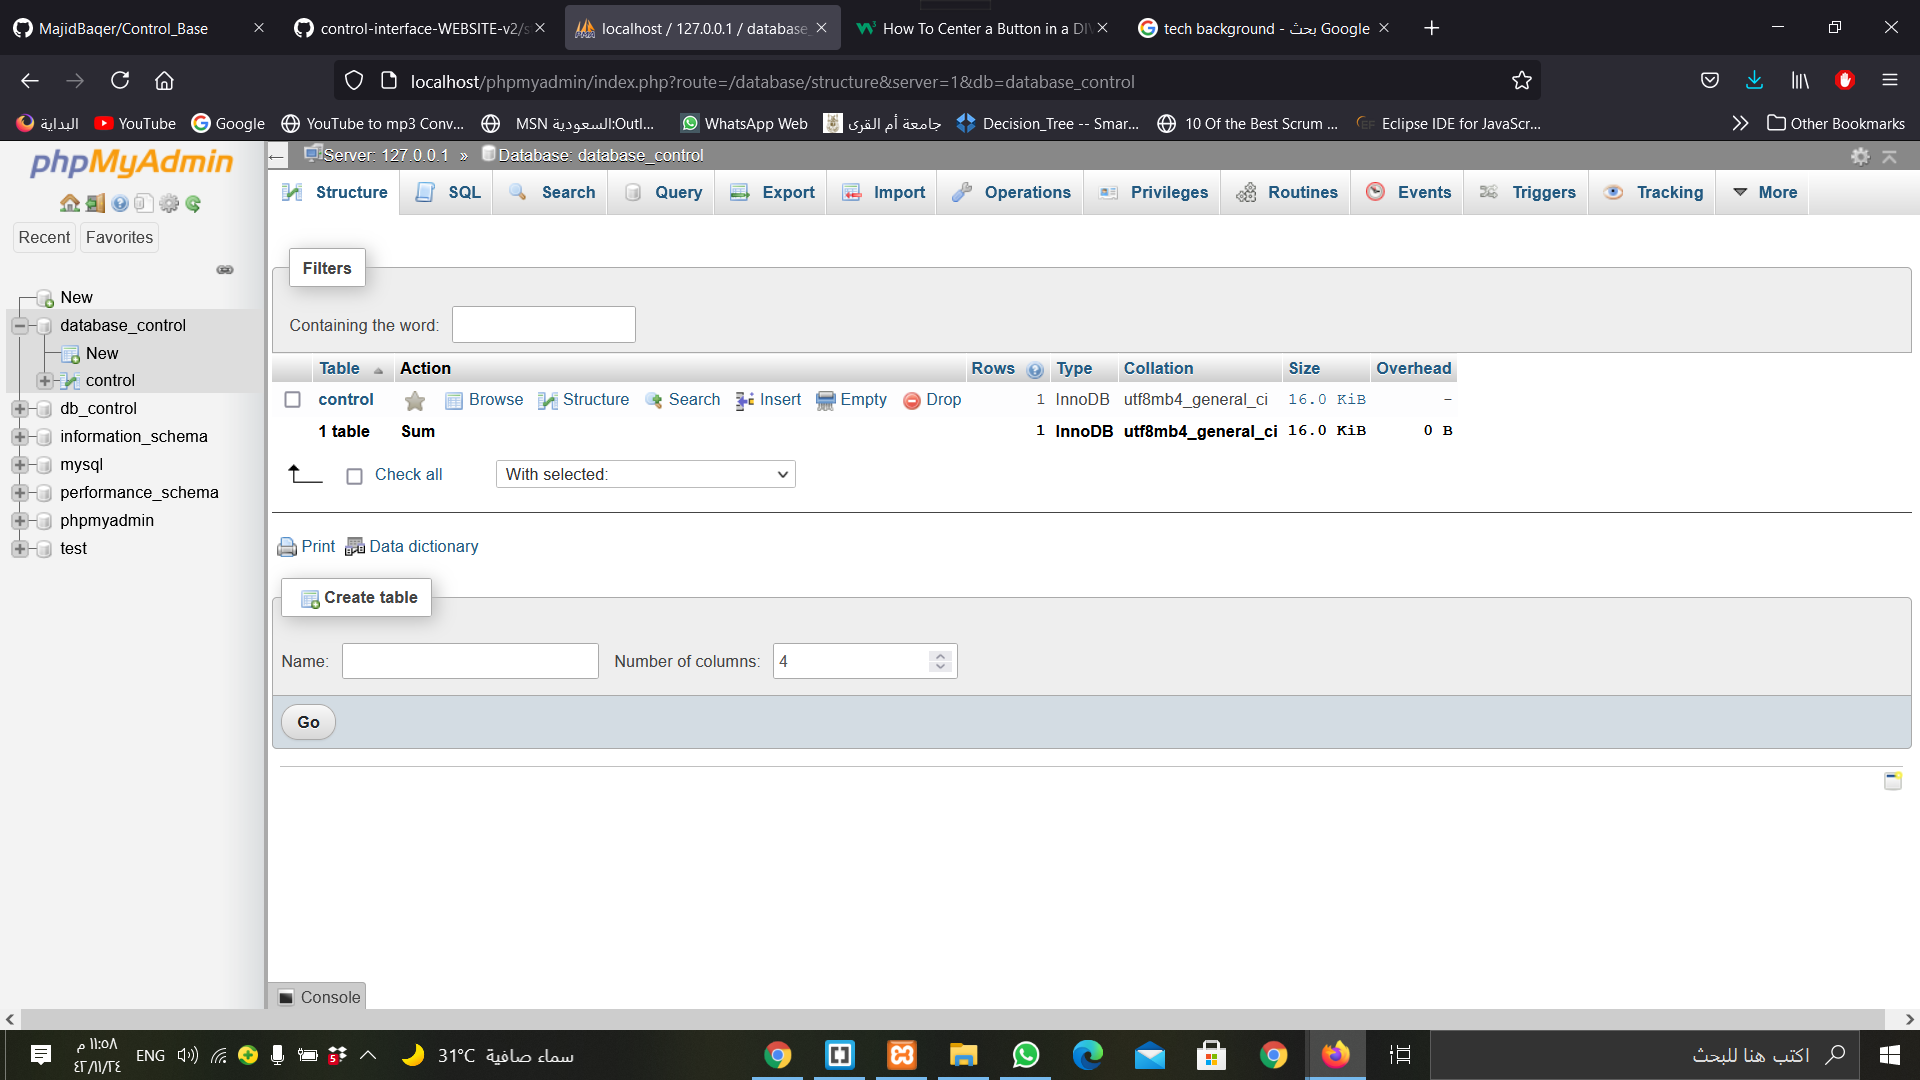 MajidBaqer/Control_Base
control-interface-WEBSITE-v2/s
localhost / 127.0.0.1 / database_
How To Center a Button in a DIV
tech background - بحث Google
localhost/phpmyadmin/index.php?route=/database/structure&server=1&db=database_control
البداية
YouTube
Google
YouTube to mp3 Conv...
MSN السعودية:Outl...
WhatsApp Web
جامعة أم القرى
Decision_Tree -- Smar...
10 Of the Best Scrum ...
Eclipse IDE for JavaScr...
Other Bookmarks
phpMyAdmin
Recent
Favorites
New
database_control
New
control
db_control
information_schema
mysql
performance_schema
phpmyadmin
test
Server: 127.0.0.1 » Database: database_control
Structure
SQL
Search
Query
Export
Import
Operations
Privileges
Routines
Events
Triggers
Tracking
More
Filters
Containing the word:
Table Action Rows Type Collation Size Overhead
control Browse Structure Search Insert Empty Drop 1 InnoDB utf8mb4_general_ci 16.0 KiB -
1 table Sum 1 InnoDB utf8mb4_general_ci 16.0 KiB 0 B
Check all
With selected:
Print
Data dictionary
Create table
Name:
Number of columns: 4
Go
Console
١١:٥٨ م
٤٢/١١/٢٤
ENG
5
31°C سماء صافية
اكتب هنا للبحث